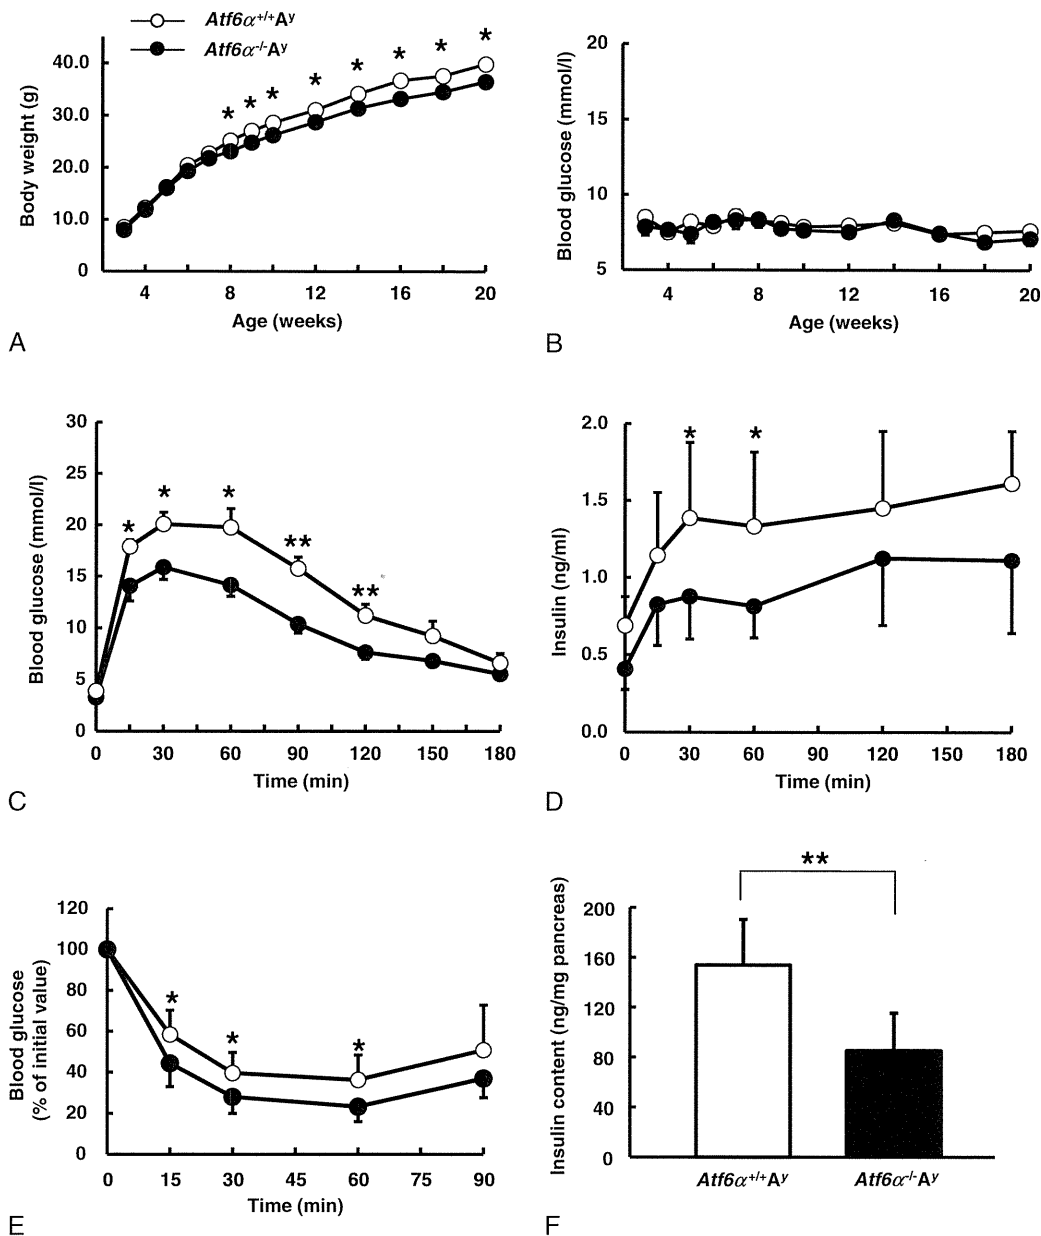 Atf6α+/+Ay
Atf6α-/-Ay
* * * * * * * *
40.0
30.0
20.0
10.0
0
Body weight (g)
4 8 12 16 20
Age (weeks)
A
20
15
10
5
Blood glucose (mmol/l)
4 8 12 16 20
Age (weeks)
B
30
25
20
15
10
5
0
Blood glucose (mmol/l)
* * * ** **
0 30 60 90 120 150 180
Time (min)
C
2.0
1.5
1.0
0.5
0.0
Insulin (ng/ml)
* *
0 30 60 90 120 180
Time (min)
D
120
100
80
60
40
20
0
Blood glucose
(% of initial value)
* * *
0 15 30 45 60 75 90
Time (min)
E
**
200
160
120
80
40
0
Insulin content (ng/mg pancreas)
Atf6α+/+Ay Atf6α-/-Ay
F